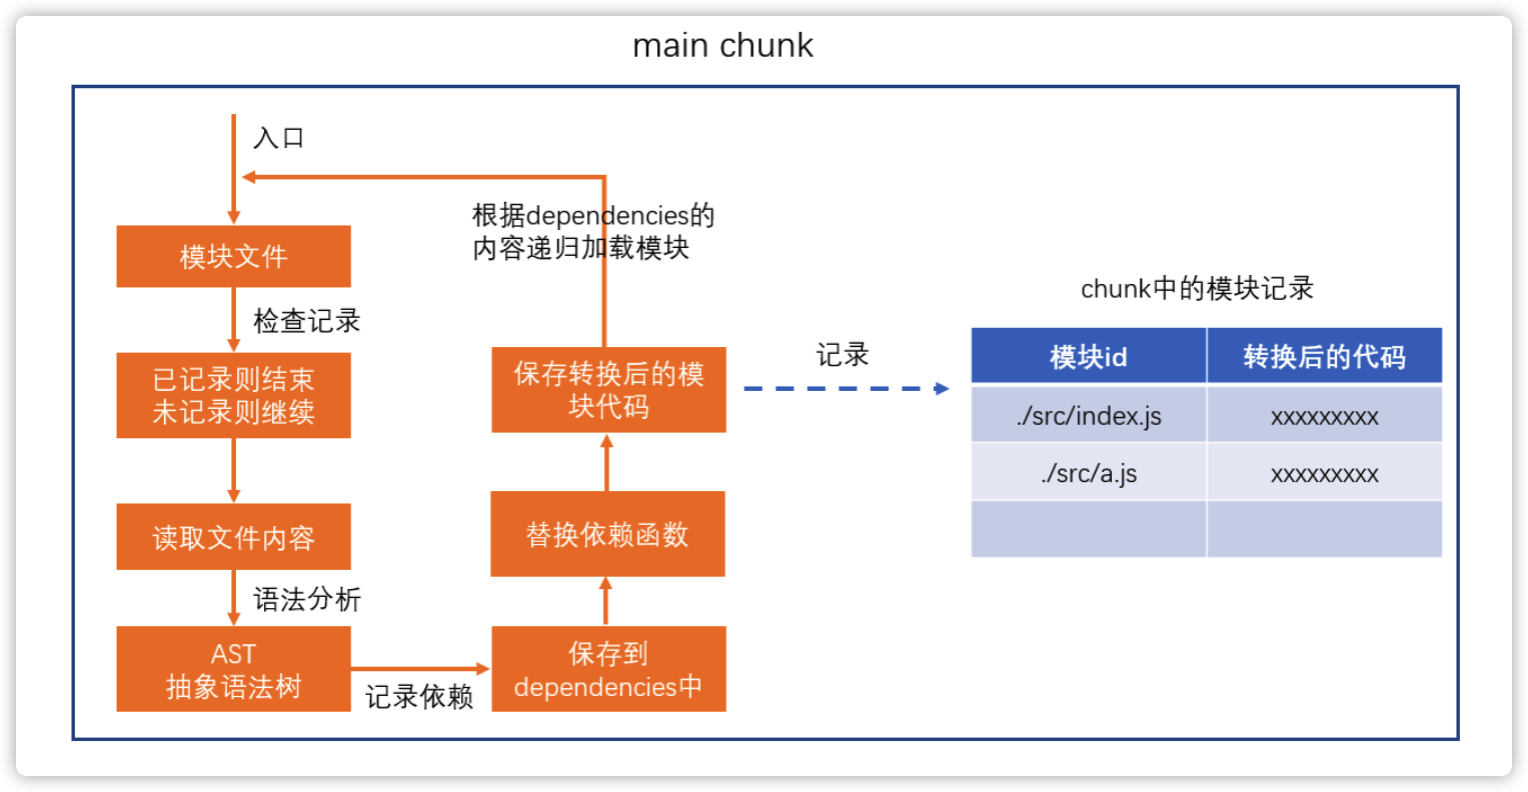 main chunk
入口
模块文件
检查记录
已记录则结束
未记录则继续
读取文件内容
语法分析
AST
抽象语法树
记录依赖
保存到
dependencies中
替换依赖函数
保存转换后的模
块代码
根据dependencies的
内容递归加载模块
记录
chunk中的模块记录
模块id 转换后的代码
./src/index.js xxxxxxxxx
./src/a.js xxxxxxxxx